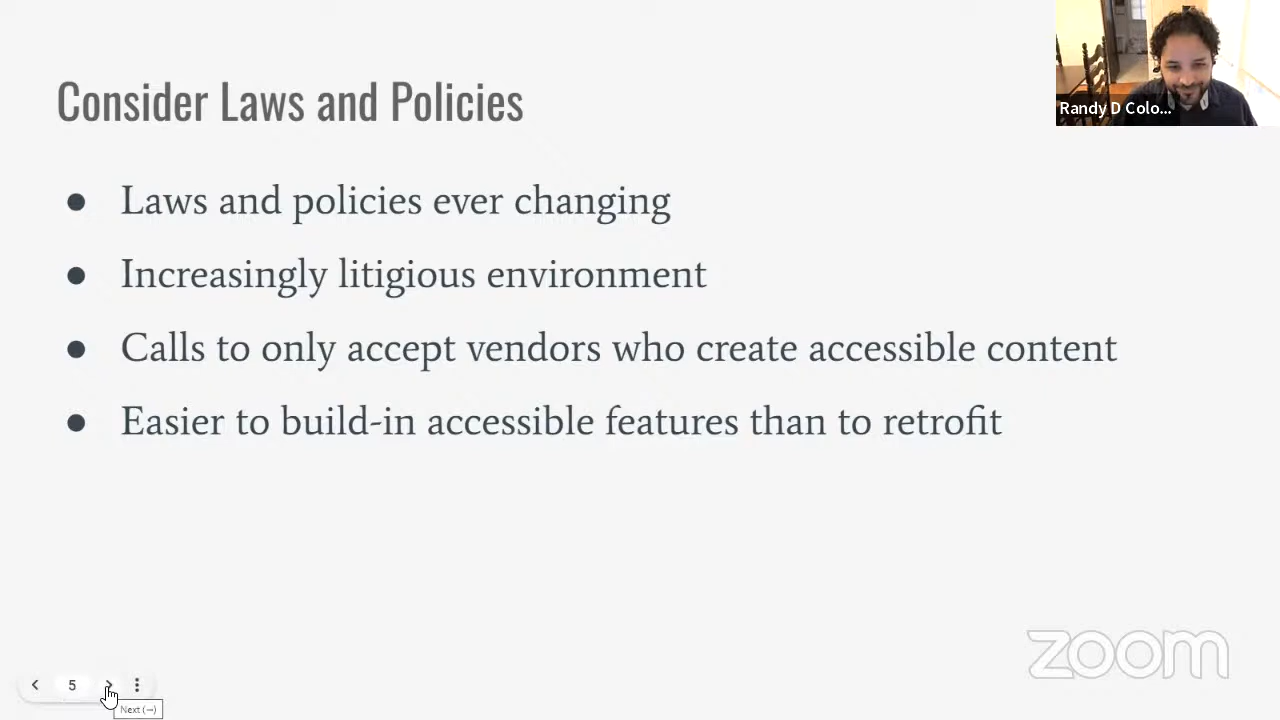 Consider Laws and Policies
Randy D Colo...
● Laws and policies ever changing
● Increasingly litigious environment
● Calls to only accept vendors who create accessible content
● Easier to build-in accessible features than to retrofit
zoom
5
Next (→)